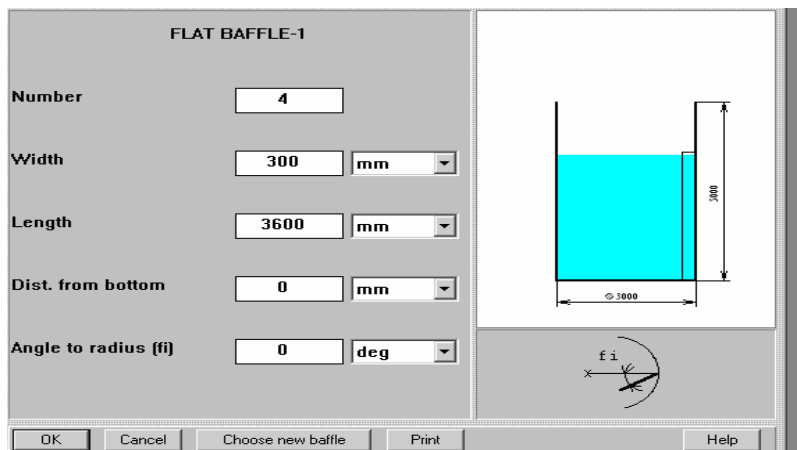 FLAT BAFFLE-1
Number 4
Width 300 mm
Length 3600 mm
Dist. from bottom 0 mm
Angle to radius (fi) 0 deg
5000
⌀ 3000
fi
OK Cancel Choose new baffle Print Help